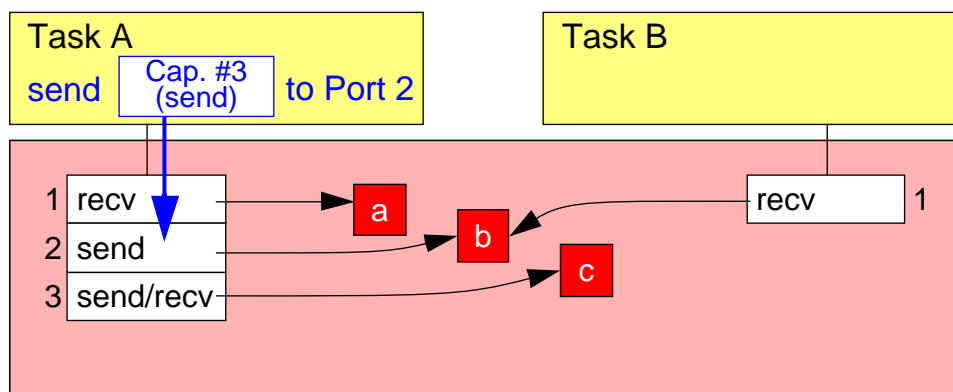 Task A
send Cap. #3 (send) to Port 2
Task B
1 recv
2 send
3 send/recv
a
b
c
recv 1